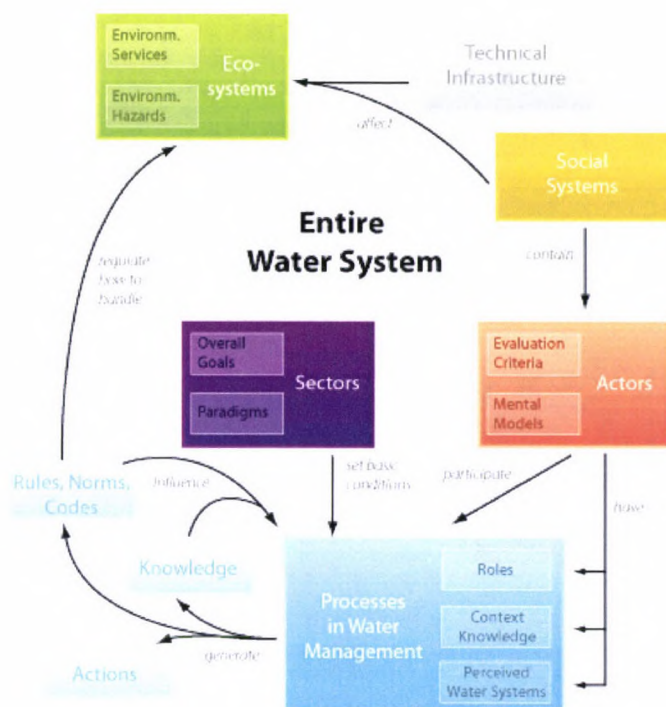 Environm.
Services
Environm.
Hazards
Eco-
systems
Technical
Infrastructure
affect
Social
Systems
Entire
Water System
contain
regulate
how to
handle
Overall
Goals
Paradigms
Sectors
Evaluation
Criteria
Mental
Models
Actors
Rules, Norms,
Codes
influence
set basic
conditions
participate
have
Knowledge
Processes
in Water
Management
Roles
Context
Knowledge
Perceived
Water Systems
generate
Actions